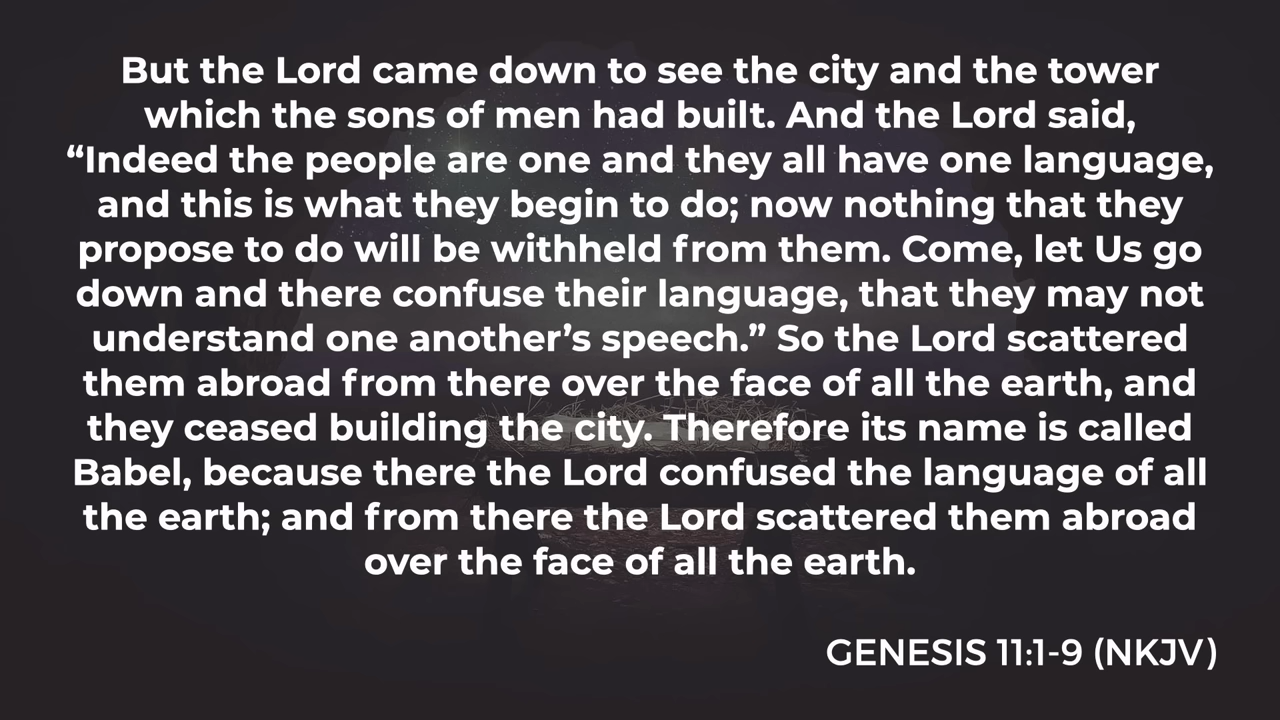 But the Lord came down to see the city and the tower
which the sons of men had built. And the Lord said,
“Indeed the people are one and they all have one language,
and this is what they begin to do; now nothing that they
propose to do will be withheld from them. Come, let Us go
down and there confuse their language, that they may not
understand one another’s speech.” So the Lord scattered
them abroad from there over the face of all the earth, and
they ceased building the city. Therefore its name is called
Babel, because there the Lord confused the language of all
the earth; and from there the Lord scattered them abroad
over the face of all the earth.
GENESIS 11:1-9 (NKJV)